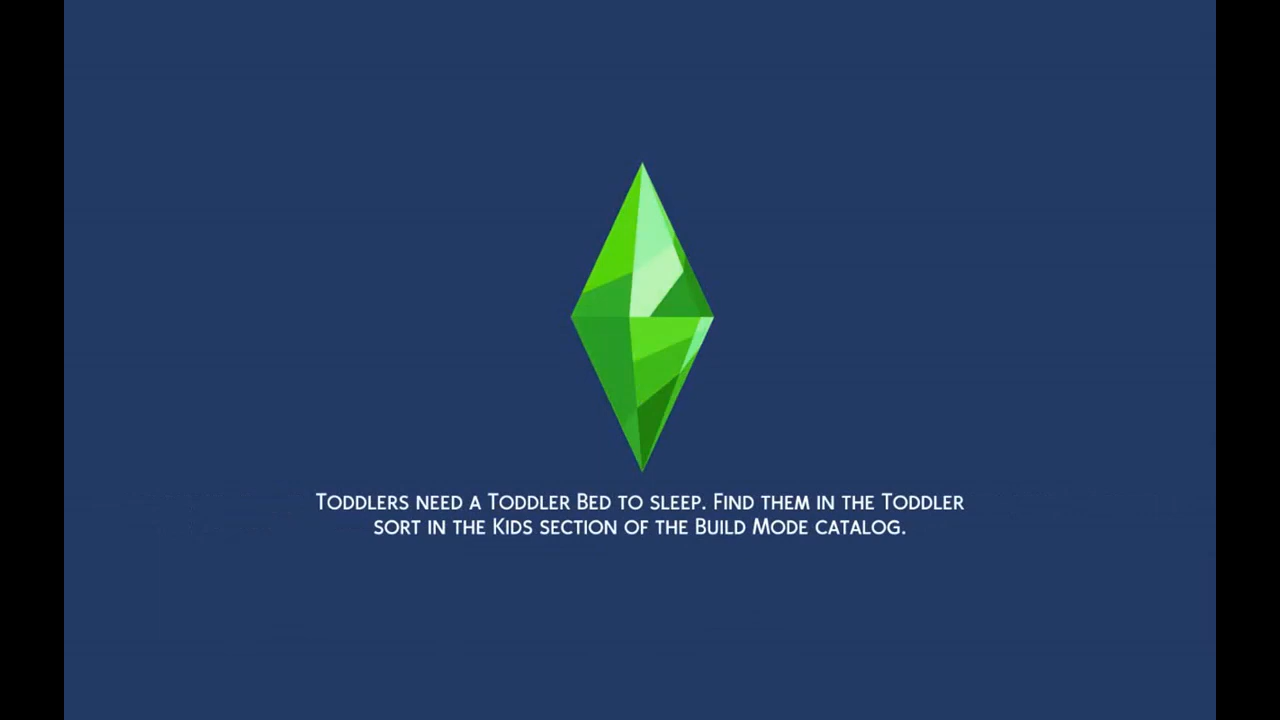 Toddlers need a Toddler Bed to sleep. Find them in the Toddler
sort in the Kids section of the Build Mode catalog.